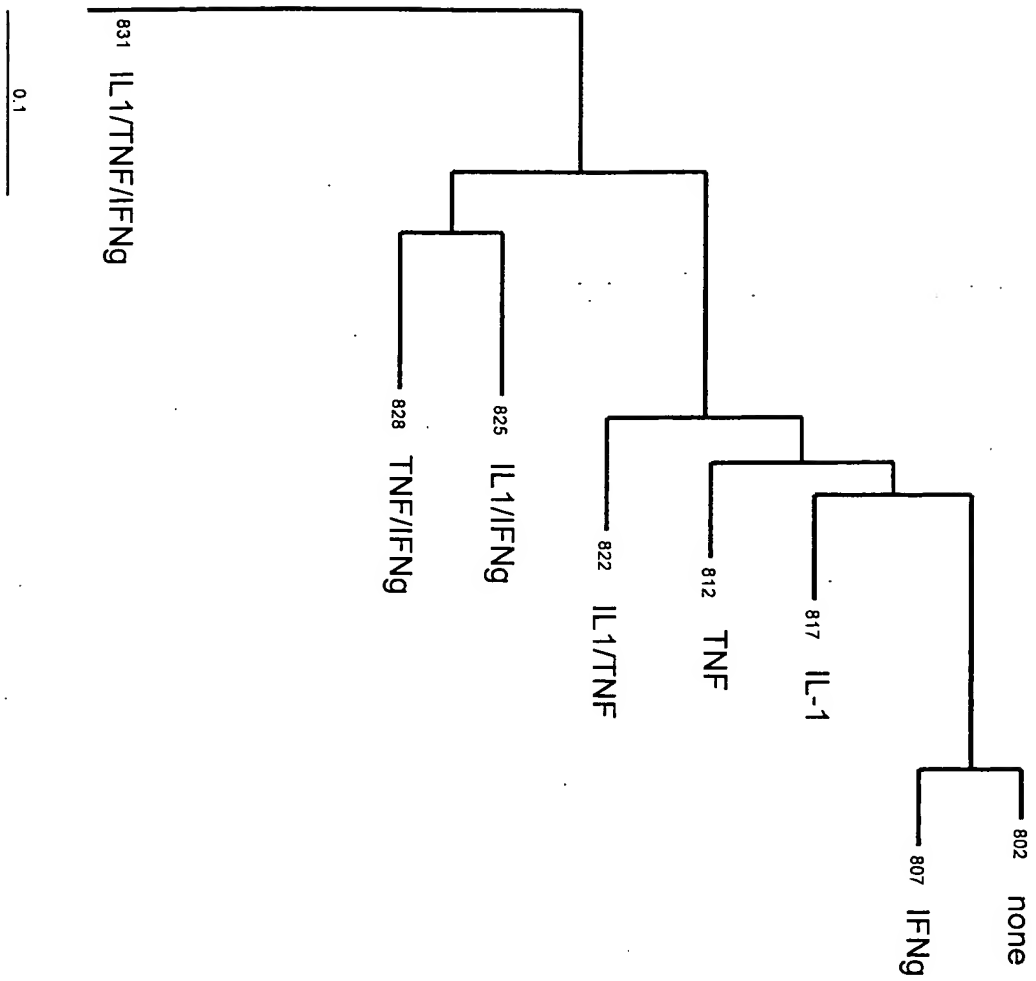 802 none
807 IFNg
817 IL-1
812 TNF
822 IL1/TNF
825 IL1/IFNg
828 TNF/IFNg
831 IL1/TNF/IFNg
0.1